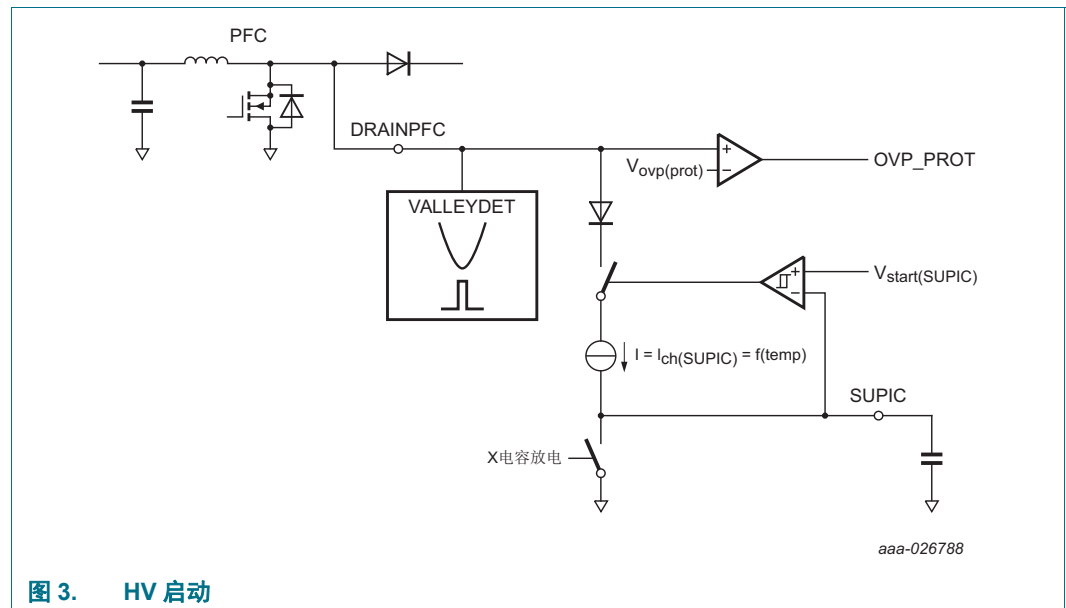 PFC
DRAINPFC
VALLEYDET
Vovp(prot)
+
−
OVP_PROT
+
−
Vstart(SUPIC)
I = Ich(SUPIC) = f(temp)
SUPIC
X电容放电
aaa-026788
图 3. HV 启动